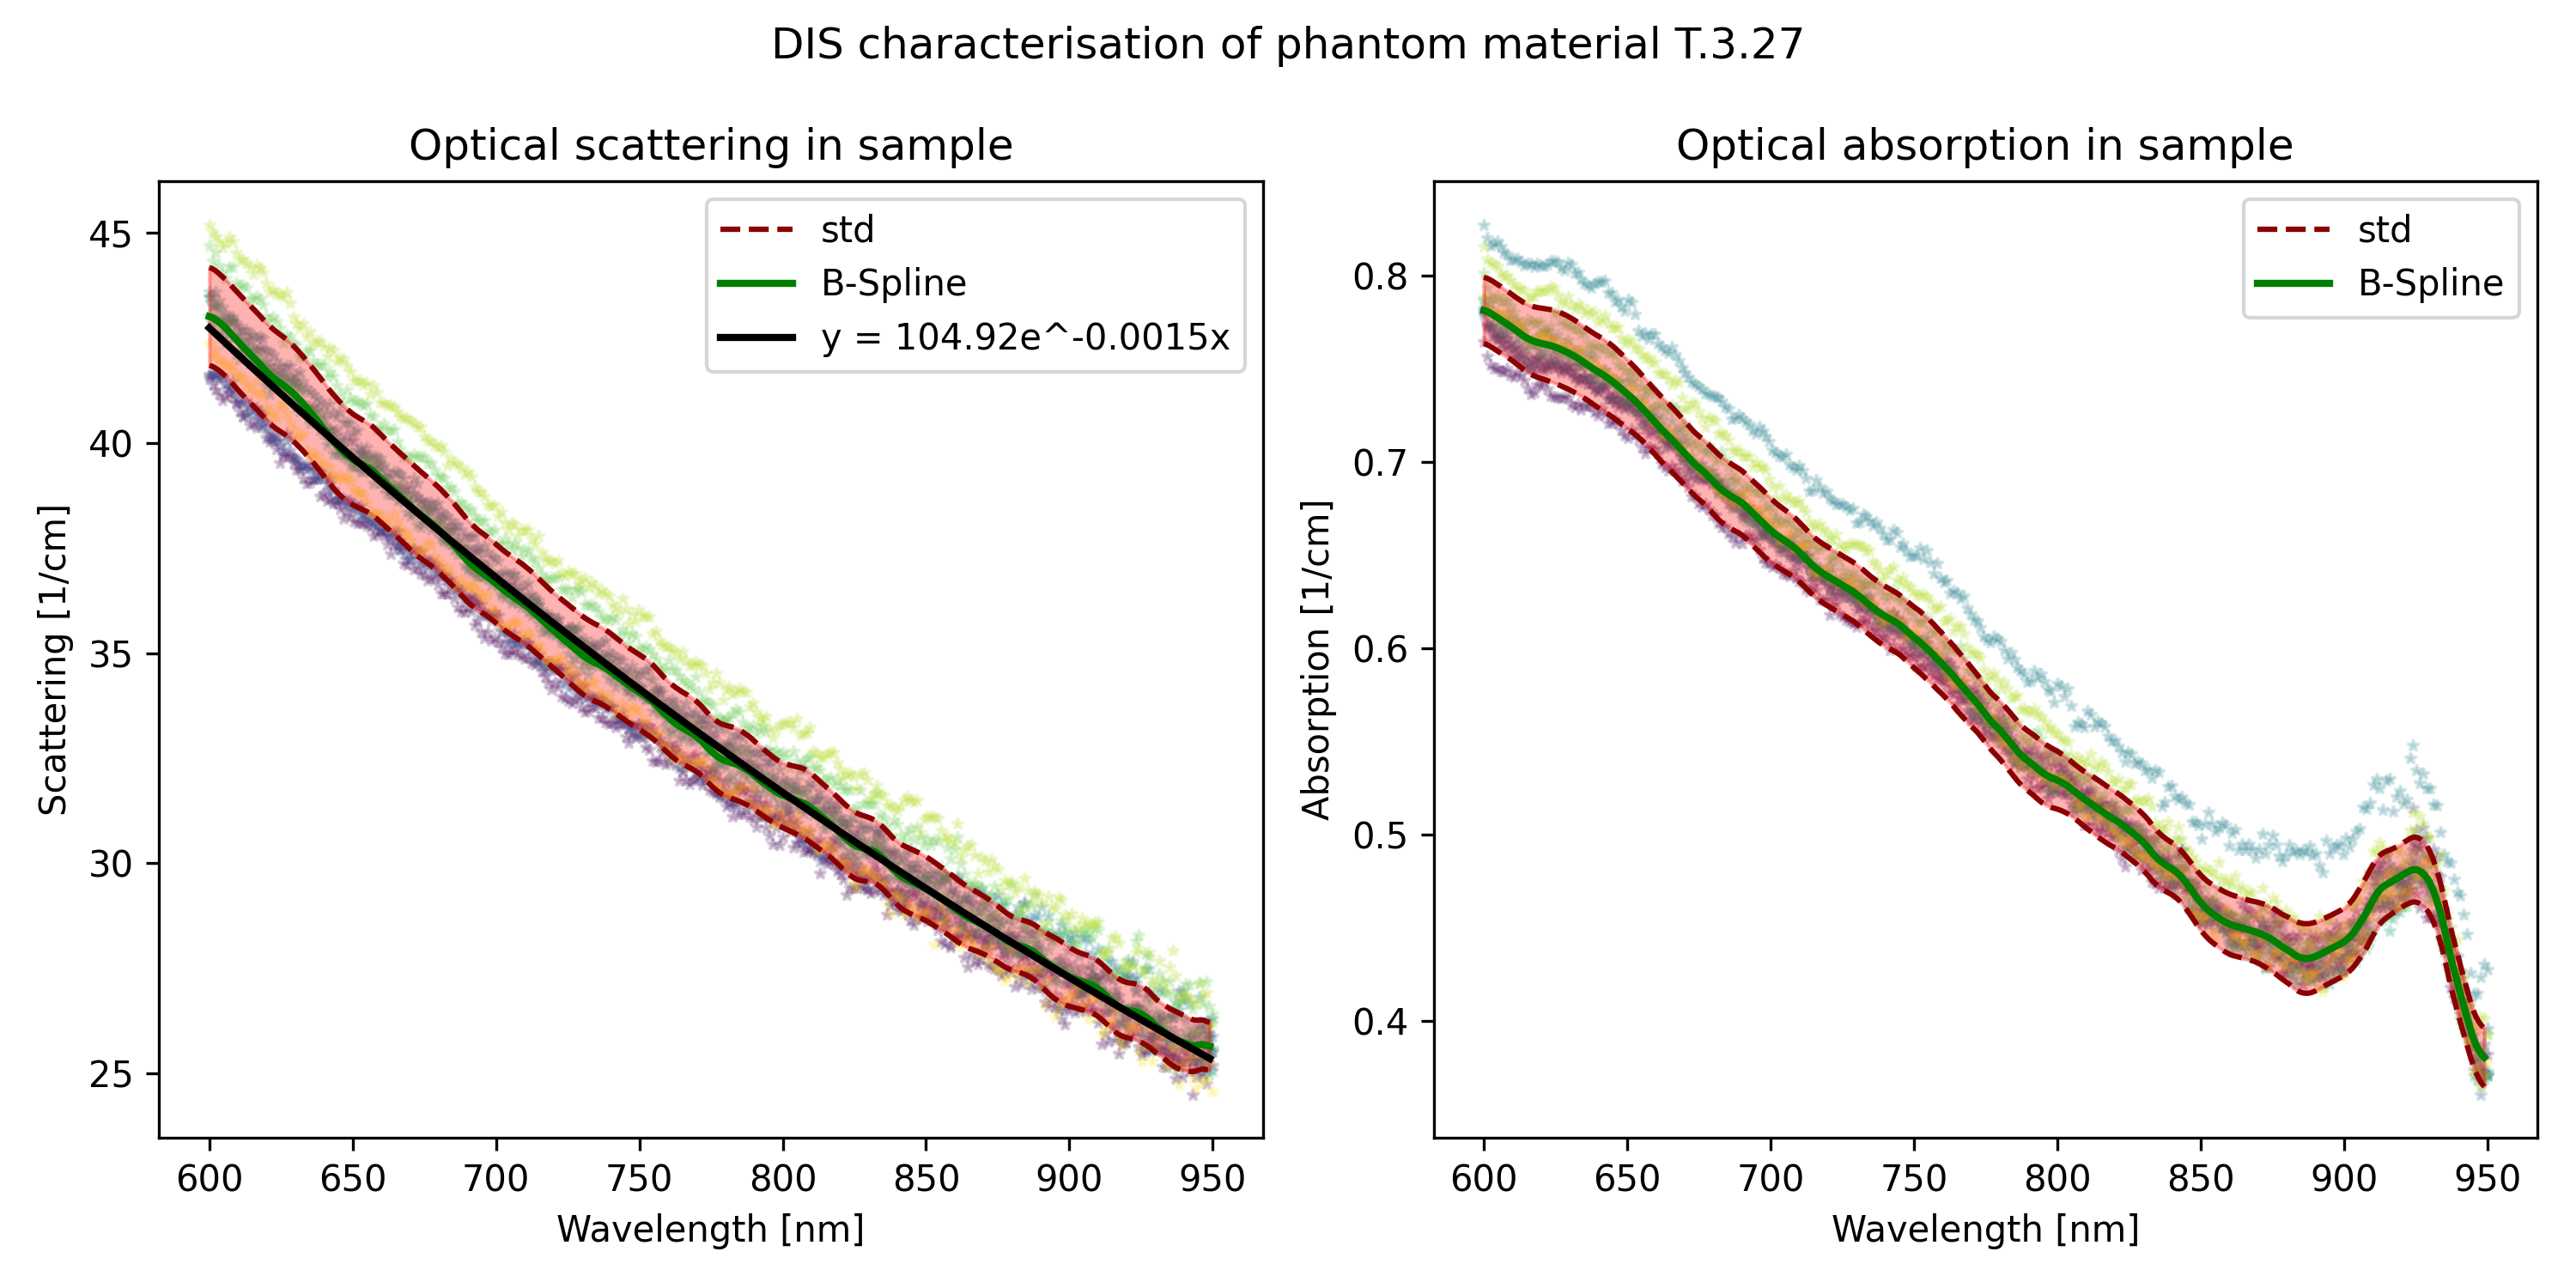 DIS characterisation of phantom material T.3.27
Optical scattering in sample
std
B-Spline
y = 104.92e^-0.0015x
45
40
35
30
25
Scattering [1/cm]
600 650 700 750 800 850 900 950
Wavelength [nm]
Optical absorption in sample
std
B-Spline
0.8
0.7
0.6
0.5
0.4
Absorption [1/cm]
600 650 700 750 800 850 900 950
Wavelength [nm]